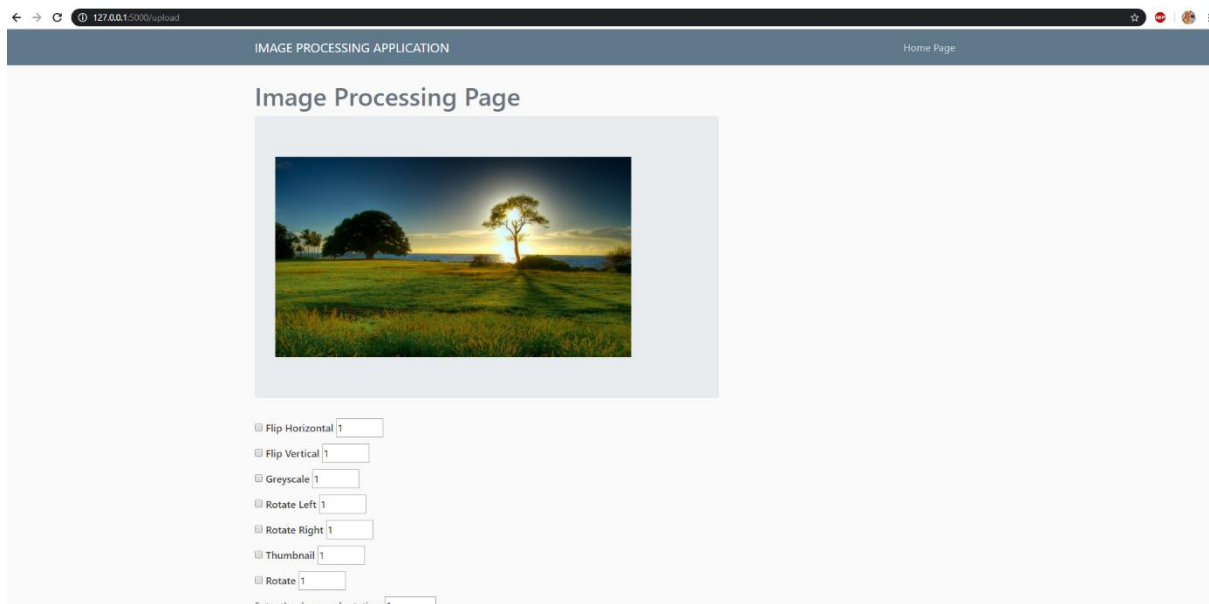 127.0.0.1:5000/upload
IMAGE PROCESSING APPLICATION Home Page
Image Processing Page
Flip Horizontal 1
Flip Vertical 1
Greyscale 1
Rotate Left 1
Rotate Right 1
Thumbnail 1
Rotate 1